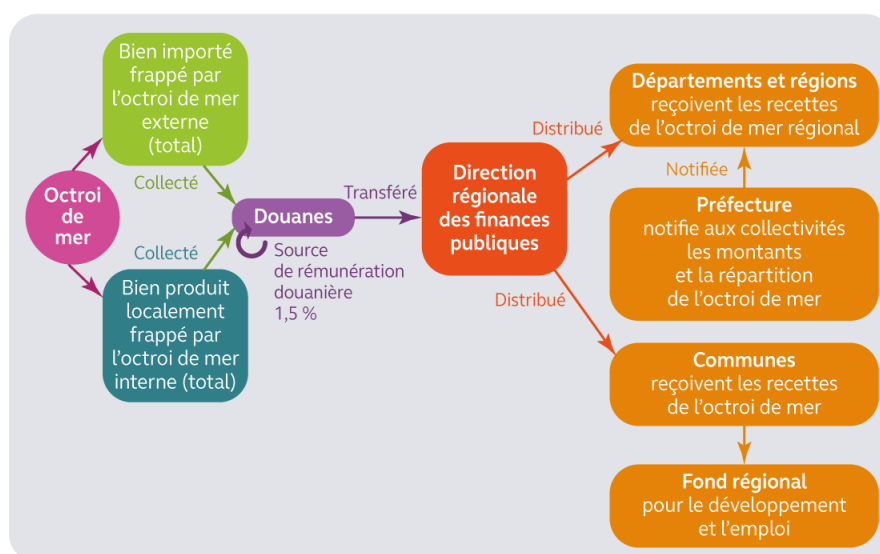 Octroi
de
mer
Bien importé
frappé par
l'octroi de mer
externe
(total)
Collecté
Collecté
Bien produit
localement
frappé par
l'octroi de mer
interne (total)
Douanes
Source
de rémunération
douanière
1,5 %
Transféré
Direction
régionale
des finances
publiques
Distribué
Distribué
Départements et régions
reçoivent les recettes
de l'octroi de mer régional
Notifiée
Préfecture
notifie aux collectivités
les montants
et la répartition
de l'octroi de mer
Communes
reçoivent les recettes
de l'octroi de mer
Fond régional
pour le développement
et l'emploi